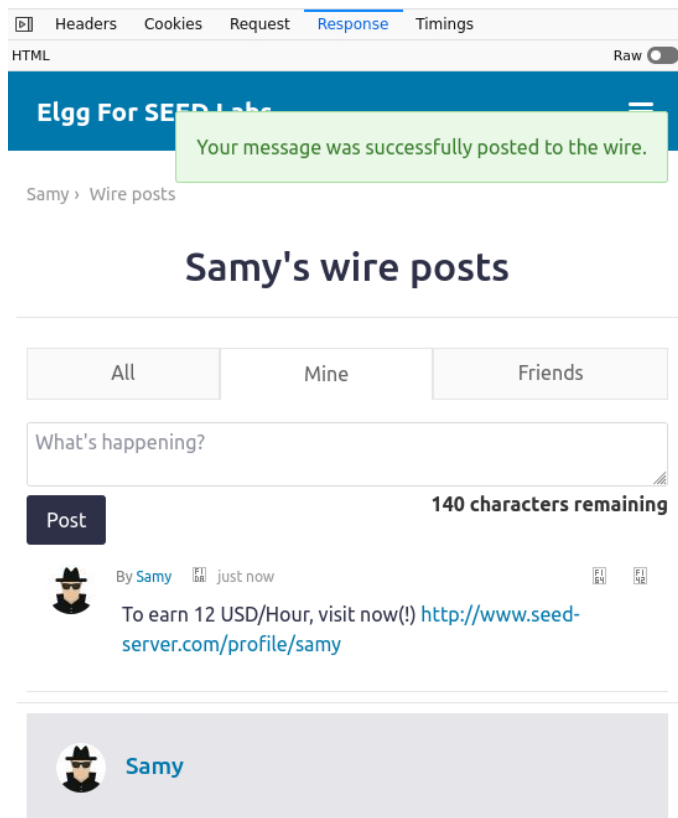 Headers Cookies Request Response Timings
HTML Raw
Elgg For SEED Labs
Your message was successfully posted to the wire.
Samy › Wire posts
Samy's wire posts
All Mine Friends
What's happening?
140 characters remaining
Post
By Samy just now
To earn 12 USD/Hour, visit now(!) http://www.seed-
server.com/profile/samy
Samy